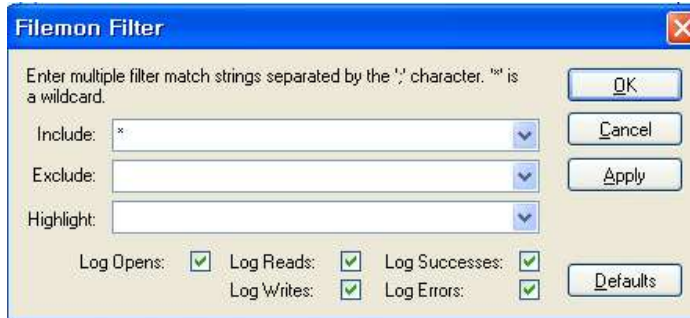 Filemon Filter
Enter multiple filter match strings separated by the ';' character. '*' is
a wildcard.
OK
Include: *
Cancel
Exclude:
Apply
Highlight:
Log Opens: Log Reads: Log Successes:
Log Writes: Log Errors:
Defaults